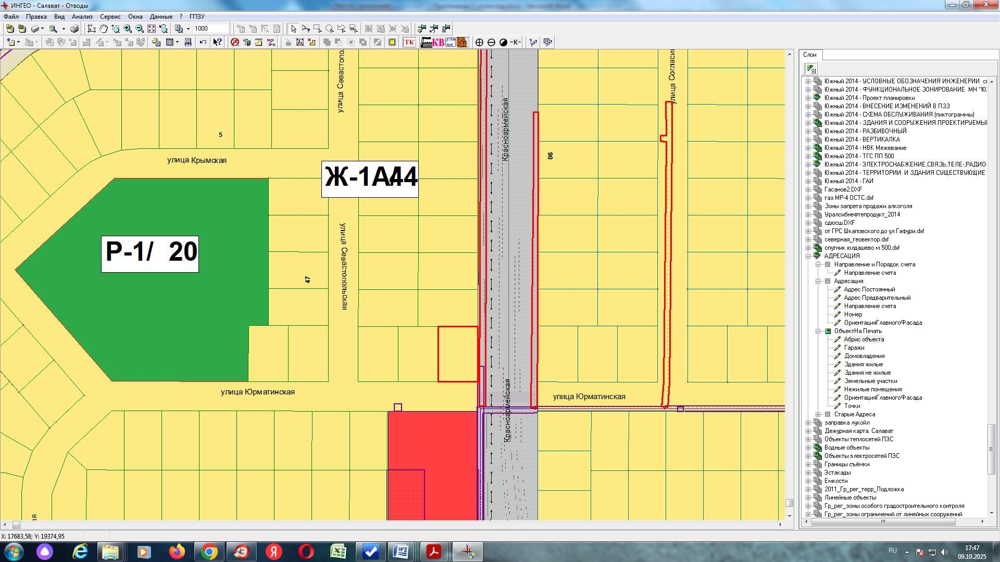 ИНГЕО - Салават - Отводы
Файл Правка Вид Анализ Сервис Окна Данные ? ГПЗУ
1000
ТК КВ ули ца -К-
Слои
Южный 2014 - УСЛОВНЫЕ ОБОЗНАЧЕНИЯ ИНЖЕНЕРИИ
Южный 2014 - ФУНКЦИОНАЛЬНОЕ ЗОНИРОВАНИЕ МН "Ю
Южный 2014 - Проект планировки
Южный 2014 - ВНЕСЕНИЕ ИЗМЕНЕНИЙ В ПЗЗ
Южный 2014 - СХЕМА ОБСЛУЖИВАНИЯ (пиктограммы)
Южный 2014 - ЗДАНИЯ И СООРУЖЕНИЯ ПРОЕКТИРУЕМЫ
Южный 2014 - РАЗБИВОЧНЫЙ
Южный 2014 - ВЕРТИКАЛКА
Южный 2014 - НВК Межевание
Южный 2014 - ТГС ПП 500
Южный 2014 - ЭЛЕКТРОСНАБЖЕНИЕ,СВЯЗЬ,ТЕЛЕ-,РАДИО-
Южный 2014 - ТЕРРИТОРИИ И ЗДАНИЯ СУЩЕСТВУЮЩИЕ
Южный 2014 - ГАИ
Гасанов2.DXF
газ МР-4 ОСТС.dxf
Зоны запрета продажи алкоголя
Уралсибнефтепродукт_2014
сдюсш.DXF
от ГРС Шкаповского до ул Гафури.dxf
северная_геовектор.dxf
спутник юлдашево м 500.dxf
АДРЕСАЦИЯ
Направление и Порядок счета
Направление счета
Адресация
Адрес Постоянный
Адрес Предварительный
Направление счета
Номер
ОриентацияГлавногоФасада
ОбъектНа Печать
Абрис объекта
Гаражи
Домовладения
Здания жилые
Здания не жилые
Земельные участки
Нежилые помещения
ОриентацияГлавногоФасада
Точки
Старые Адреса
заправка лукойл
Дежурная карта. Салават
Объекты теплосетей ПЭС
Водные объекты
Объекты электросетей ПЭС
Границы съёмки
Эстакады
Емкости
2011_Гр_рег_терр_Подложка
Линейные объекты
Гр_рег_зоны особого градостроительного контроля
Гр_рег_зоны ограничений от линейных сооружений
улица Севастопо
Красноармейская
улица Согласия
5
06
улица Крымская
Ж-1А44
Р-1/ 20
улица Севастопольская
47
улица Юрматинская
Красноармейская
улица Юрматинская
ая
X: 17683,58; Y: 19374,95
RU
17:47
09.10.2025